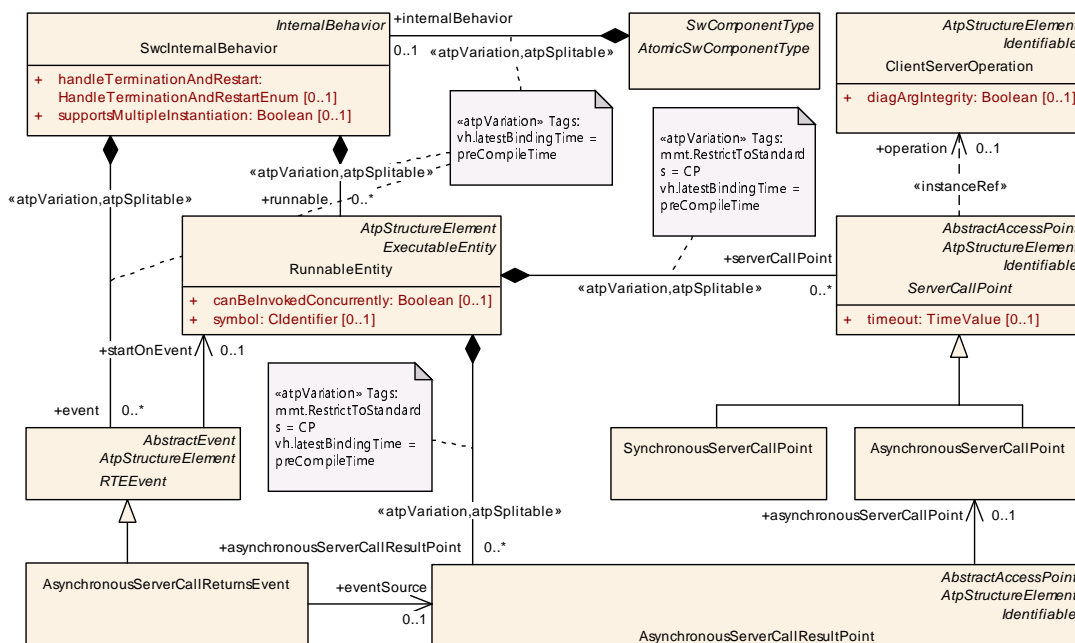 InternalBehavior
SwcInternalBehavior
+ handleTerminationAndRestart:
HandleTerminationAndRestartEnum [0..1]
+ supportsMultipleInstantiation: Boolean [0..1]
+internalBehavior
0..1
«atpVariation,atpSplitable»
SwComponentType
AtomicSwComponentType
AtpStructureElement
Identifiable
ClientServerOperation
+ diagArgIntegrity: Boolean [0..1]
«atpVariation» Tags:
vh.latestBindingTime =
preCompileTime
«atpVariation» Tags:
mmt.RestrictToStandard
s = CP
vh.latestBindingTime =
preCompileTime
+operation
0..1
«instanceRef»
«atpVariation,atpSplitable»
«atpVariation,atpSplitable»
+runnable
0..*
AtpStructureElement
ExecutableEntity
RunnableEntity
+ canBeInvokedConcurrently: Boolean [0..1]
+ symbol: CIdentifier [0..1]
+serverCallPoint
«atpVariation,atpSplitable»
0..*
AbstractAccessPoint
AtpStructureElement
Identifiable
ServerCallPoint
+ timeout: TimeValue [0..1]
+startOnEvent
0..1
«atpVariation» Tags:
mmt.RestrictToStandard
s = CP
vh.latestBindingTime =
preCompileTime
+event
0..*
AbstractEvent
AtpStructureElement
RTEEvent
SynchronousServerCallPoint
AsynchronousServerCallPoint
«atpVariation,atpSplitable»
+asynchronousServerCallPoint
0..1
+asynchronousServerCallResultPoint
0..*
AsynchronousServerCallReturnsEvent
+eventSource
0..1
AbstractAccessPoint
AtpStructureElement
Identifiable
AsynchronousServerCallResultPoint